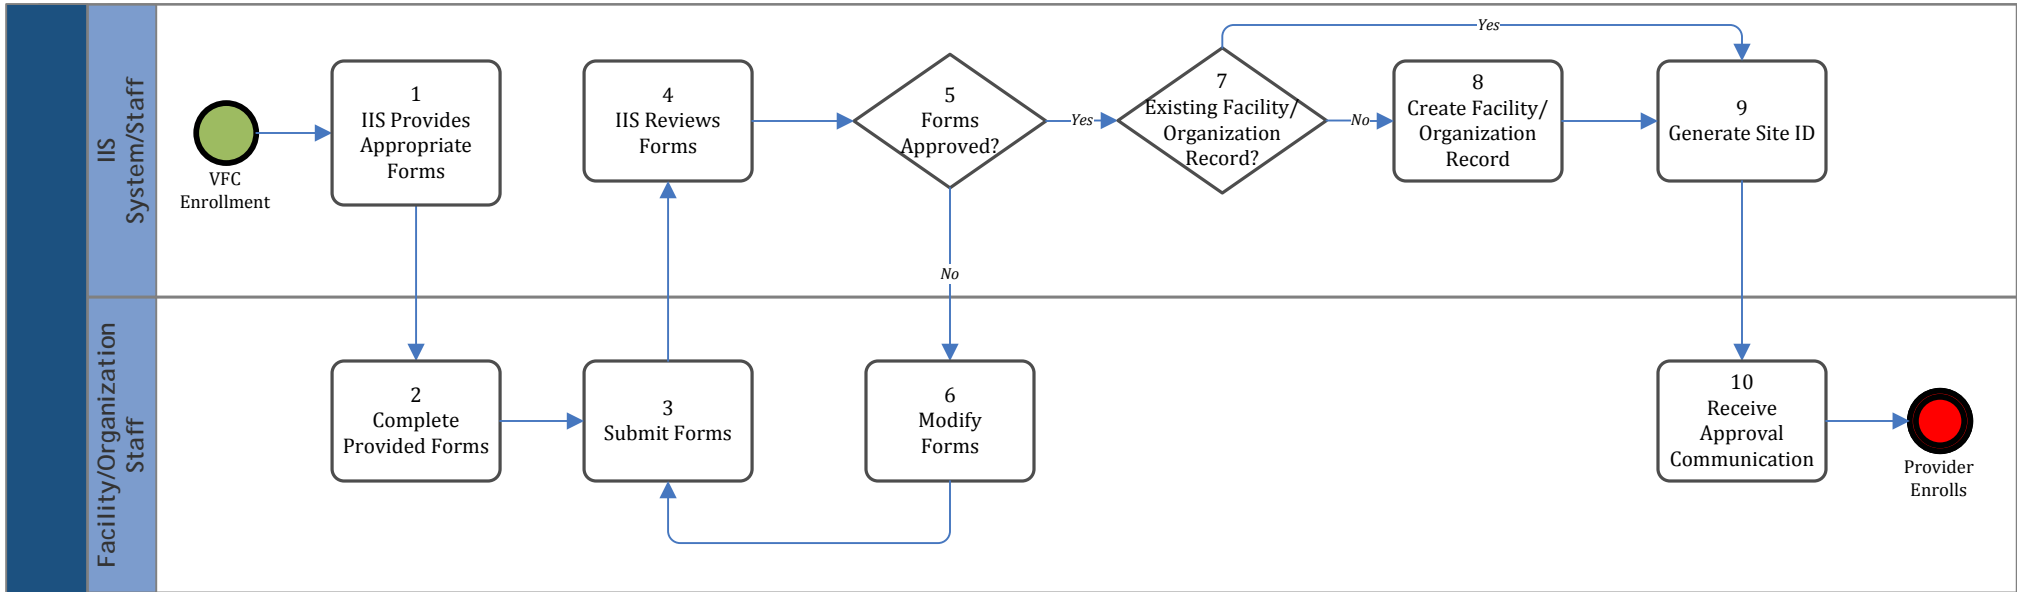 IIS
System/Staff
VFC
Enrollment
1
IIS Provides
Appropriate
Forms
4
IIS Reviews
Forms
5
Forms
Approved?
Yes
No
7
Existing Facility/
Organization
Record?
Yes
No
8
Create Facility/
Organization
Record
9
Generate Site ID
Facility/Organization
Staff
2
Complete
Provided Forms
3
Submit Forms
6
Modify
Forms
10
Receive
Approval
Communication
Provider
Enrolls